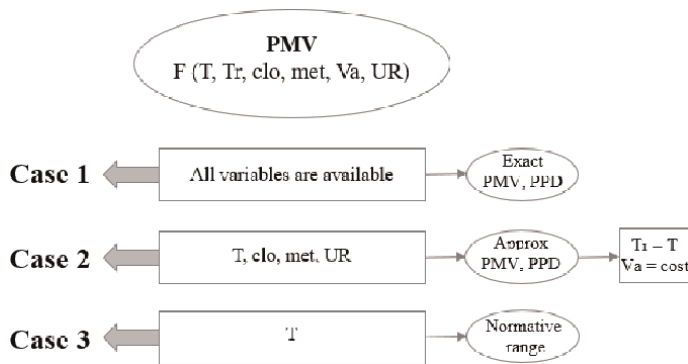 PMV
F (T, Tr, clo, met, Va, UR)
Case 1
All variables are available
Exact
PMV, PPD
Case 2
T, clo, met, UR
Approx
PMV, PPD
T1 – T
Va = cost
Case 3
T
Normative
range